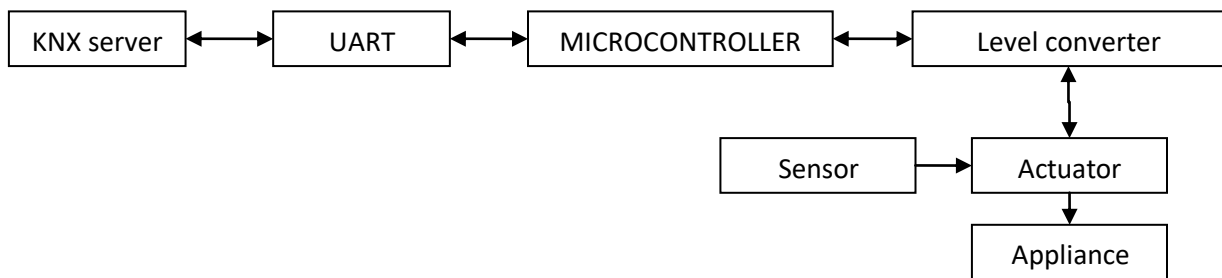 KNX server
UART
MICROCONTROLLER
Level converter
Sensor
Actuator
Appliance